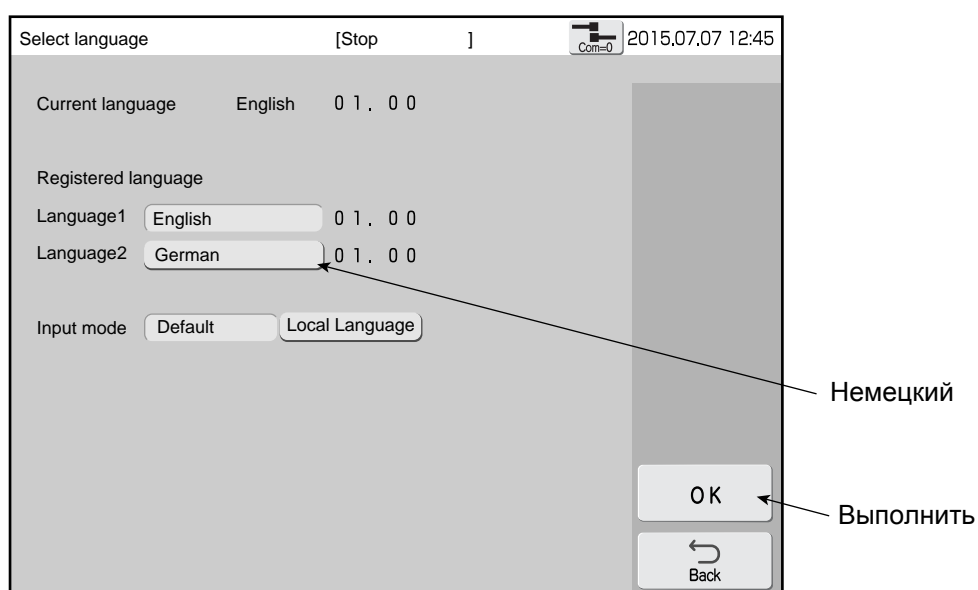 Select language [Stop ] Com=0 2015.07.07 12:45
Current language English 01.00
Registered language
Language1 English 01.00
Language2 German 01.00
Input mode Default Local Language
Немецкий
OK
Выполнить
Back